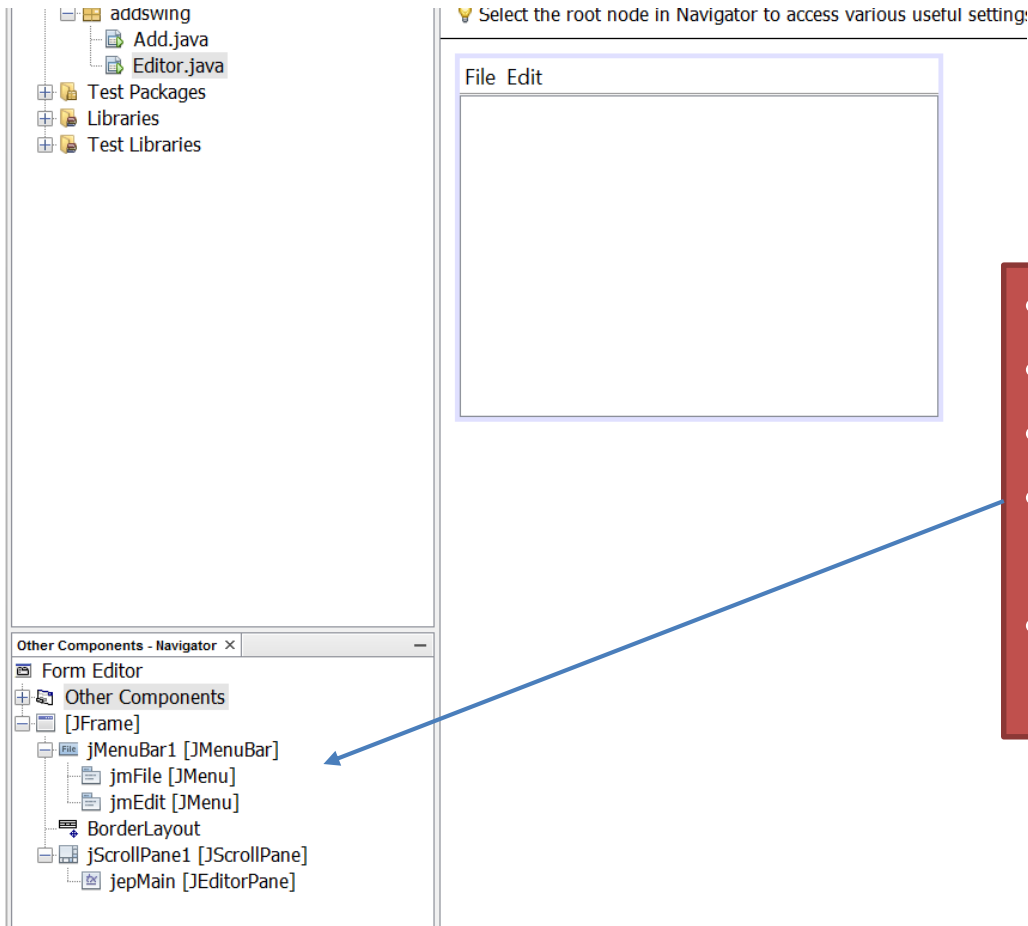 addswing
Add.java
Editor.java
Test Packages
Libraries
Test Libraries
Select the root node in Navigator to access various useful settings
File Edit
Other Components - Navigator ×
Form Editor
Other Components
[JFrame]
File jMenuBar1 [JMenuBar]
jmFile [JMenu]
jmEdit [JMenu]
BorderLayout
jScrollPane1 [JScrollPane]
jepMain [JEditorPane]